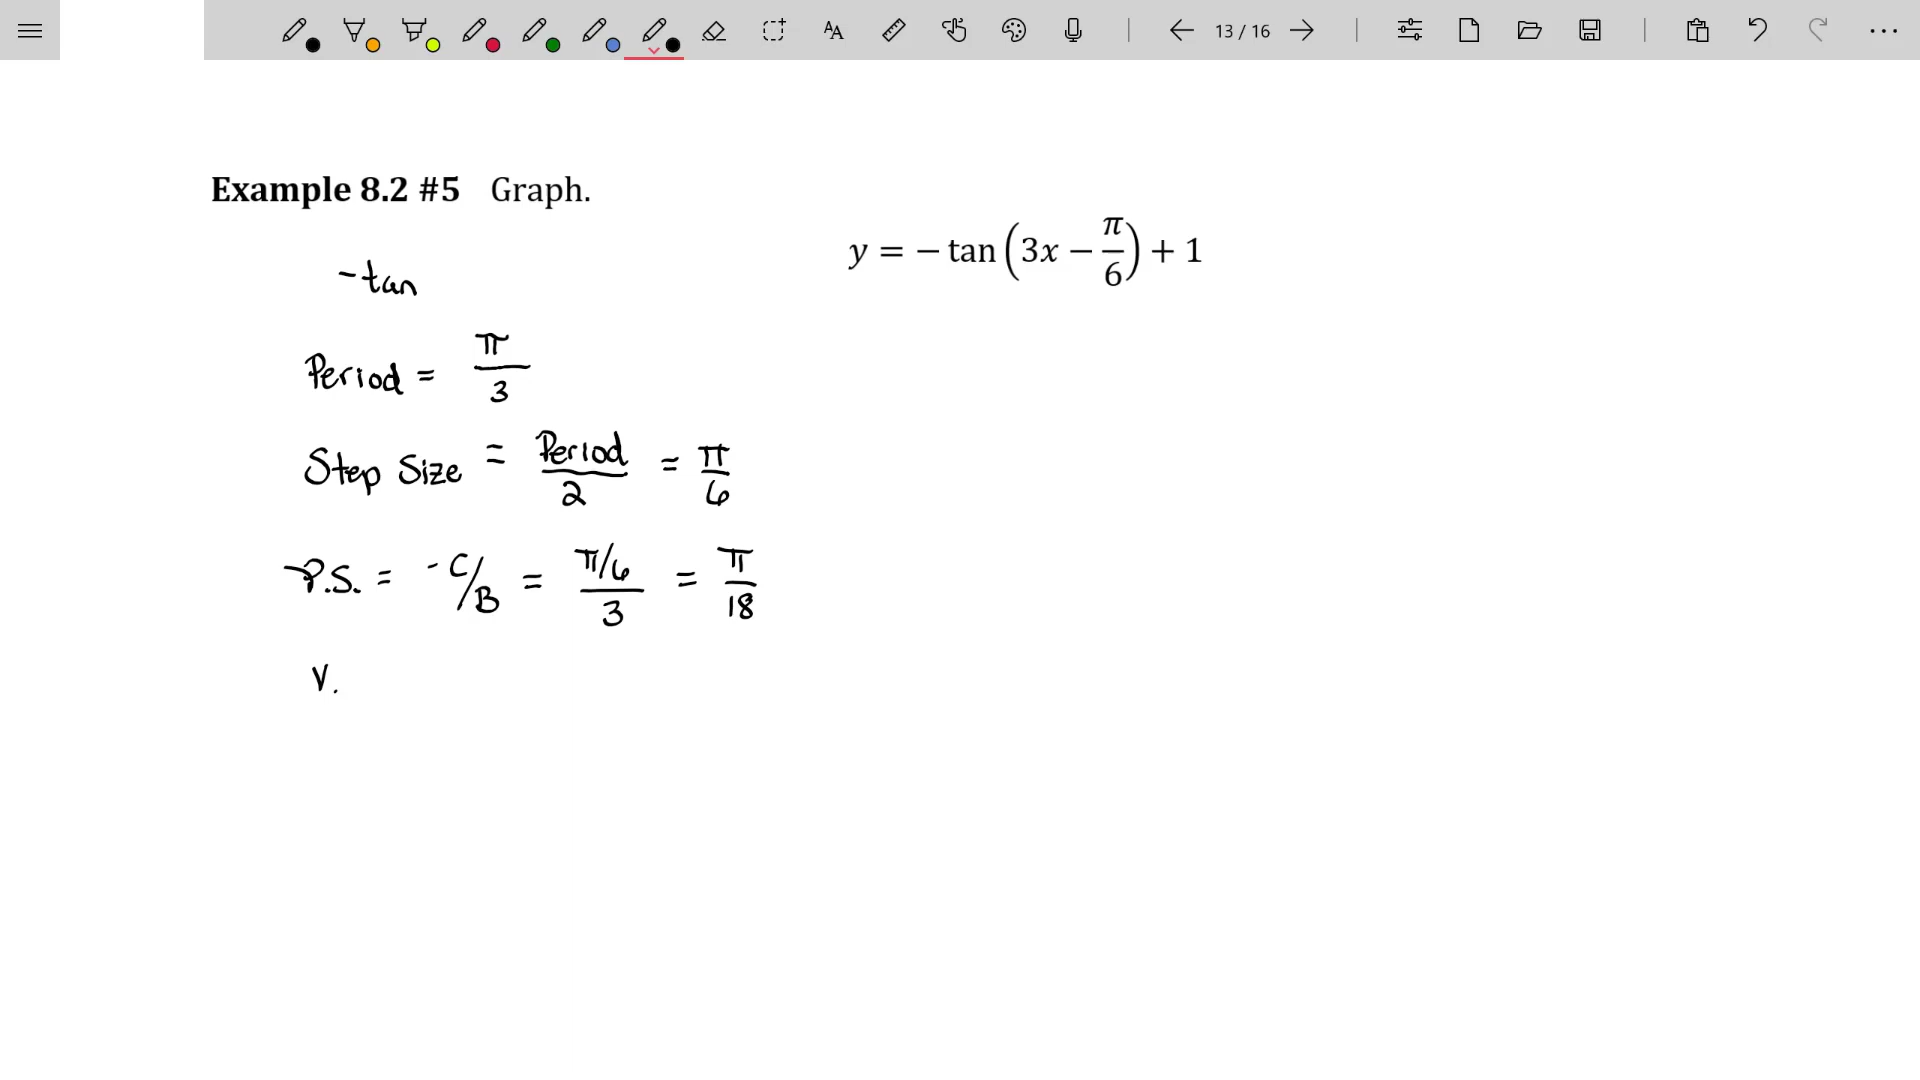 13 / 16
Example 8.2 #5 Graph.
y = − tan (3x − π/6) + 1
-tan
Period = π/3
Step Size = Period/2 = π/6
P.S. = -C/B = π/6/3 = π/18
V.